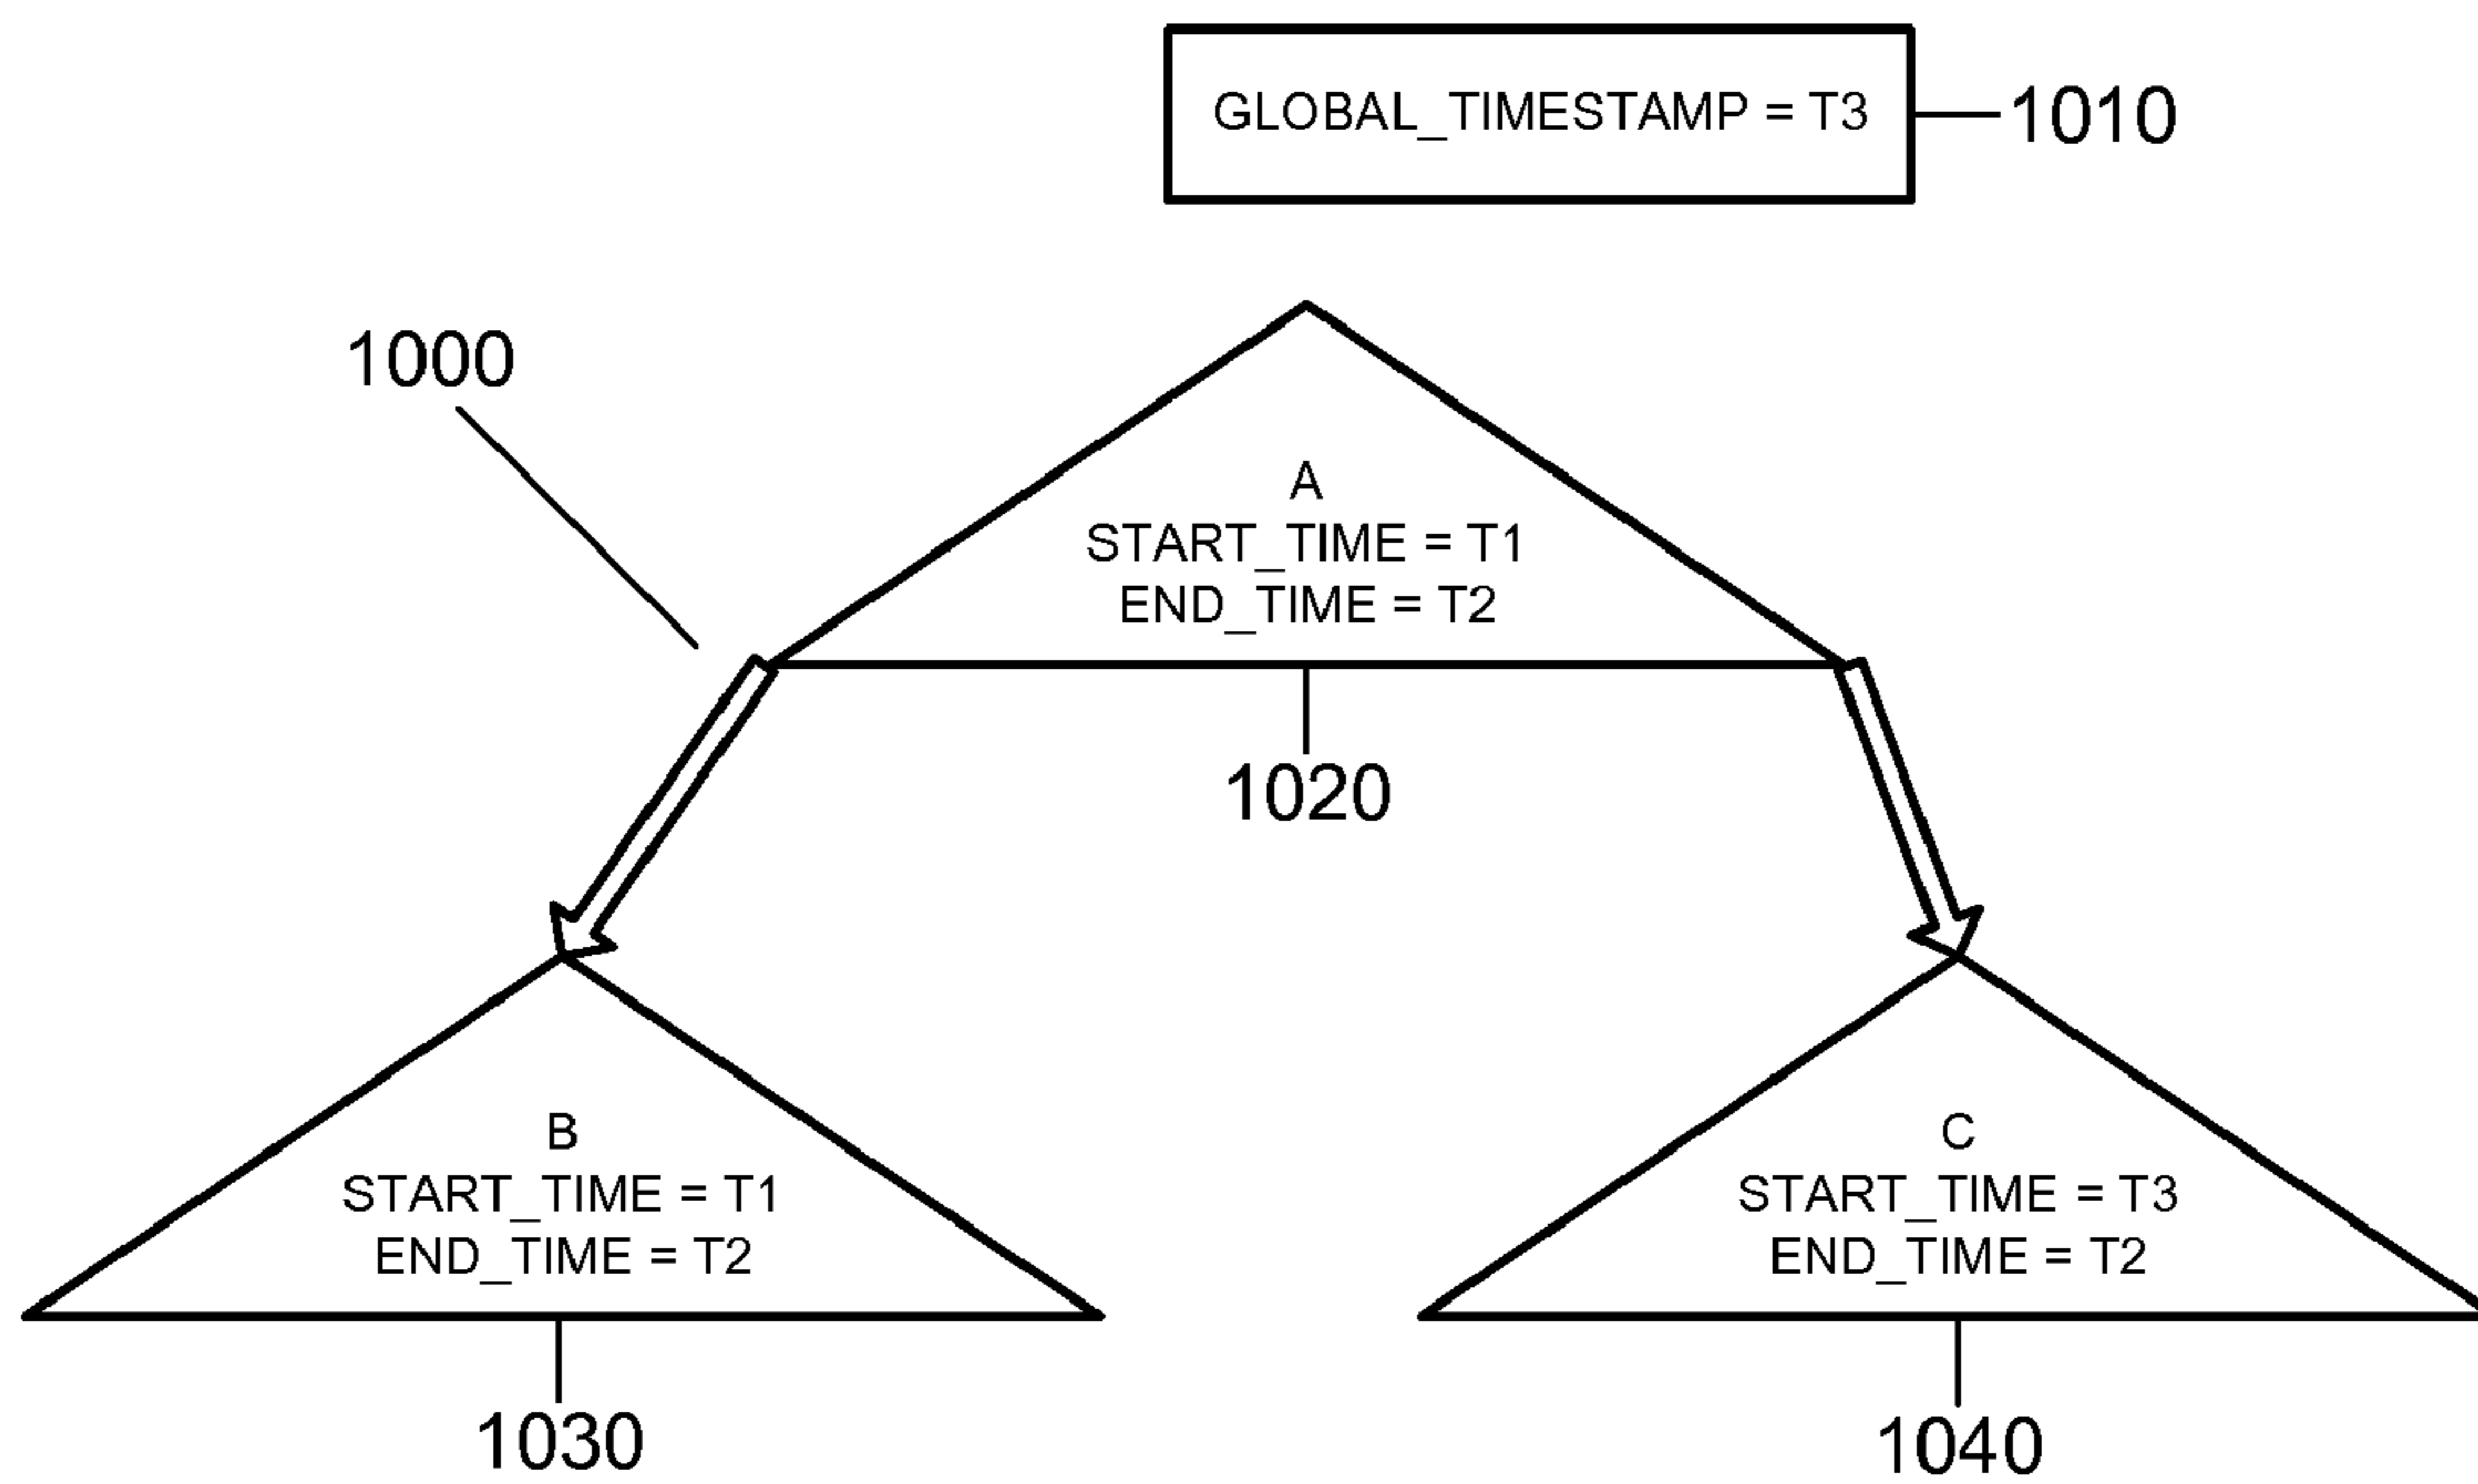 GLOBAL_TIMESTAMP = T3
1010
1000
A
START_TIME = T1
END_TIME = T2
1020
B
START_TIME = T1
END_TIME = T2
1030
C
START_TIME = T3
END_TIME = T2
1040